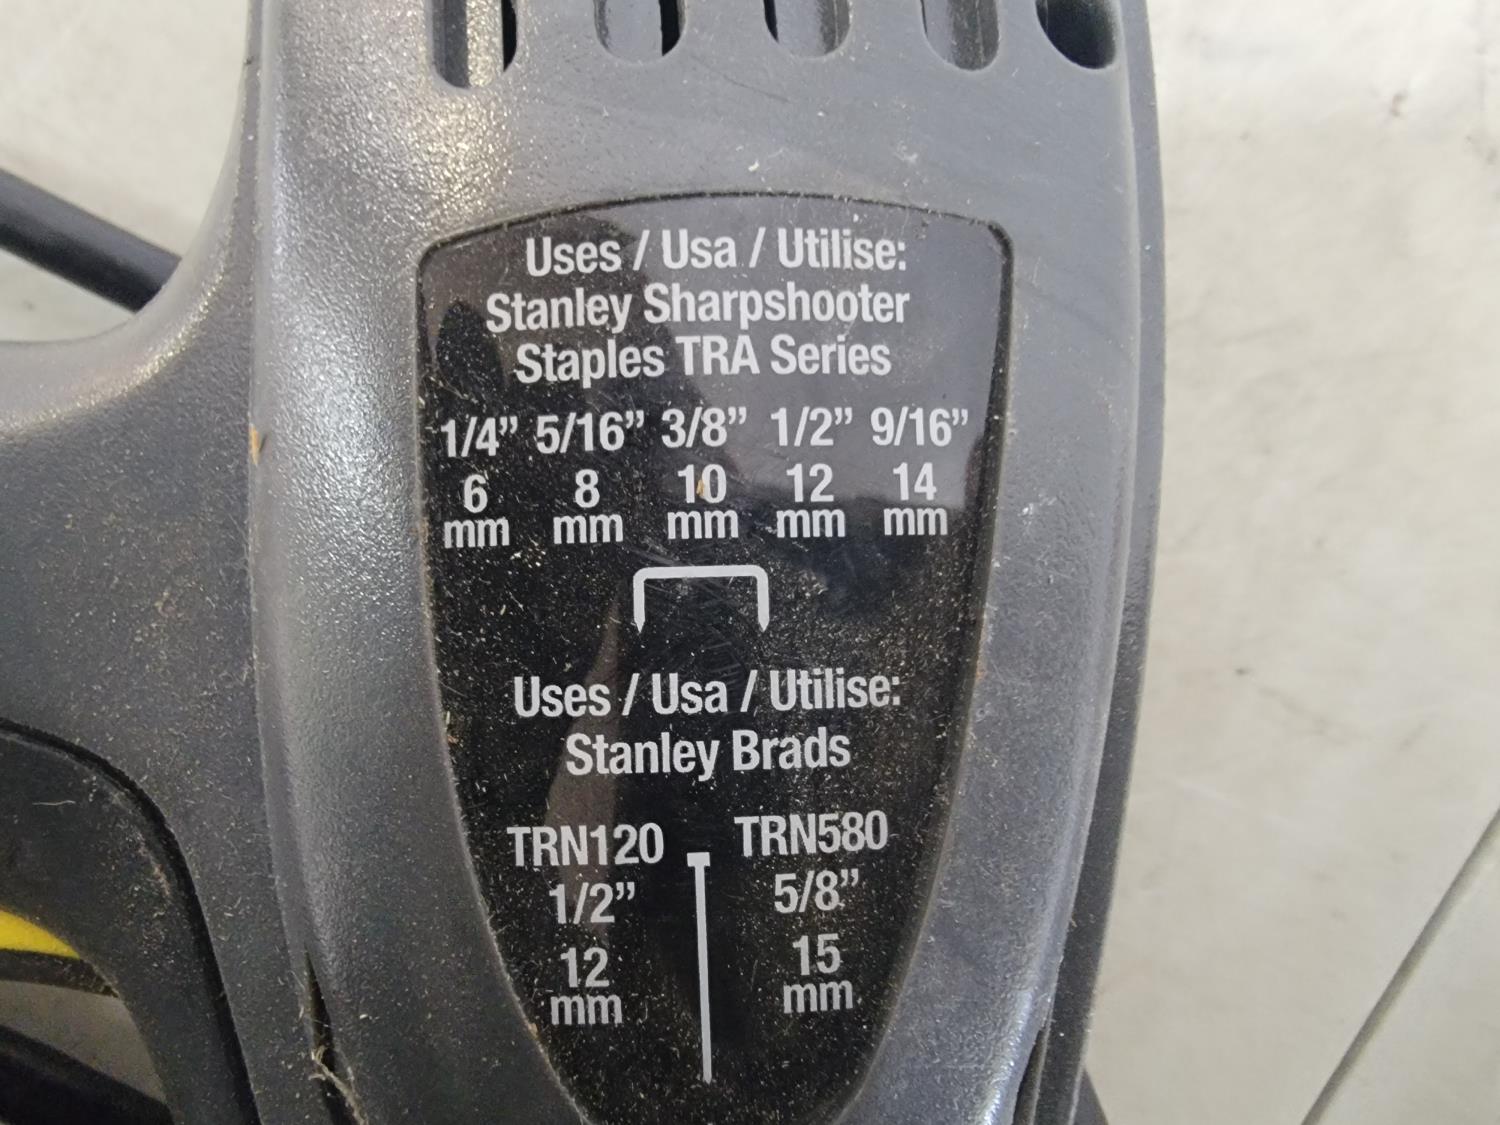 Uses / Usa / Utilise:
Stanley Sharpshooter
Staples TRA Series
1/4” 5/16” 3/8” 1/2” 9/16”
6 8 10 12 14
mm mm mm mm mm
Uses / Usa / Utilise:
Stanley Brads
TRN120 TRN580
1/2” 5/8”
12 15
mm mm